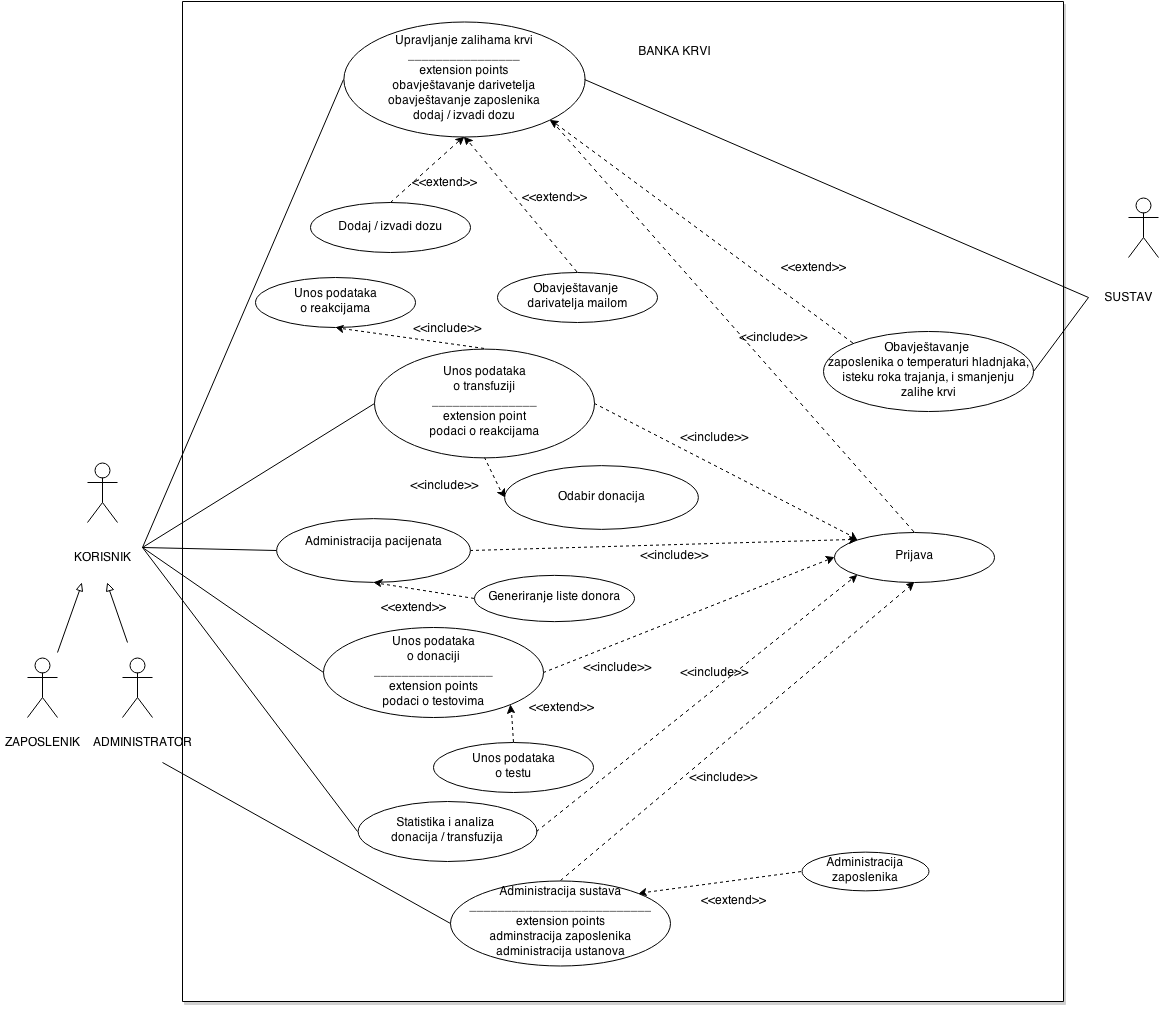 Upravljanje zalihama krvi
extension points
obavještavanje darivetelja
obavještavanje zaposlenika
dodaj / izvadi dozu
BANKA KRVI
<<extend>>
<<extend>>
Dodaj / izvadi dozu
<<extend>>
Obavještavanje
darivatelja mailom
SUSTAV
Unos podataka
o reakcijama
<<include>>
<<include>>
Obavještavanje
zaposlenika o temperaturi hladnjaka,
isteku roka trajanja, i smanjenju
zalihe krvi
Unos podataka
o transfuziji
extension point
podaci o reakcijama
<<include>>
<<include>>
Odabir donacija
KORISNIK
Administracija pacijenata
<<include>>
Prijava
Generiranje liste donora
<<extend>>
Unos podataka
o donaciji
extension points
podaci o testovima
<<include>>
<<include>>
<<extend>>
ZAPOSLENIK
ADMINISTRATOR
Unos podataka
o testu
<<include>>
Statistika i analiza
donacija / transfuzija
Administracija
zaposlenika
<<extend>>
Administracija sustava
extension points
adminstracija zaposlenika
administracija ustanova